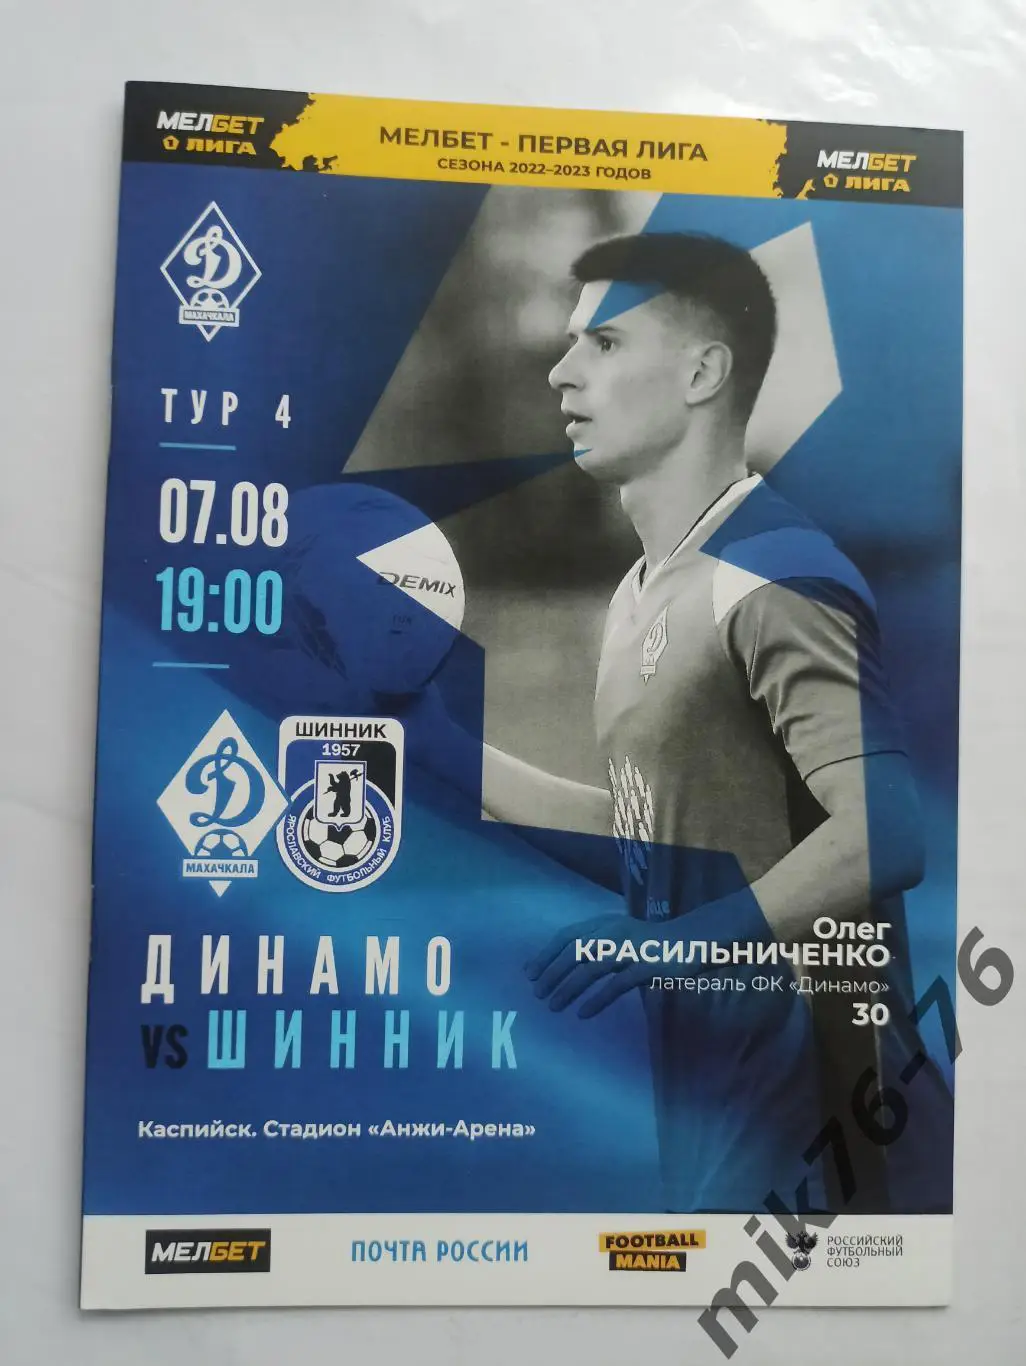 МЕЛБЕТ
ЛИГА
МЕЛБЕТ - ПЕРВАЯ ЛИГА
СЕЗОНА 2022–2023 ГОДОВ
МЕЛБЕТ
ЛИГА
Д
МАХАЧКАЛА
ТУР 4
07.08
19:00
DEMIX
Д
Д
МАХАЧКАЛА
ШИННИК
1957
ЯРОСЛАВСКИЙ ФУТБОЛЬНЫЙ КЛУБ
ДИНАМО
VS ШИННИК
Олег
КРАСИЛЬНИЧЕНКО
латераль ФК «Динамо»
30
Каспийск. Стадион «Анжи-Арена»
МЕЛБЕТ
ПОЧТА РОССИИ
FOOTBALL
MANIA
РОССИЙСКИЙ
ФУТБОЛЬНЫЙ
СОЮЗ
mik76-76